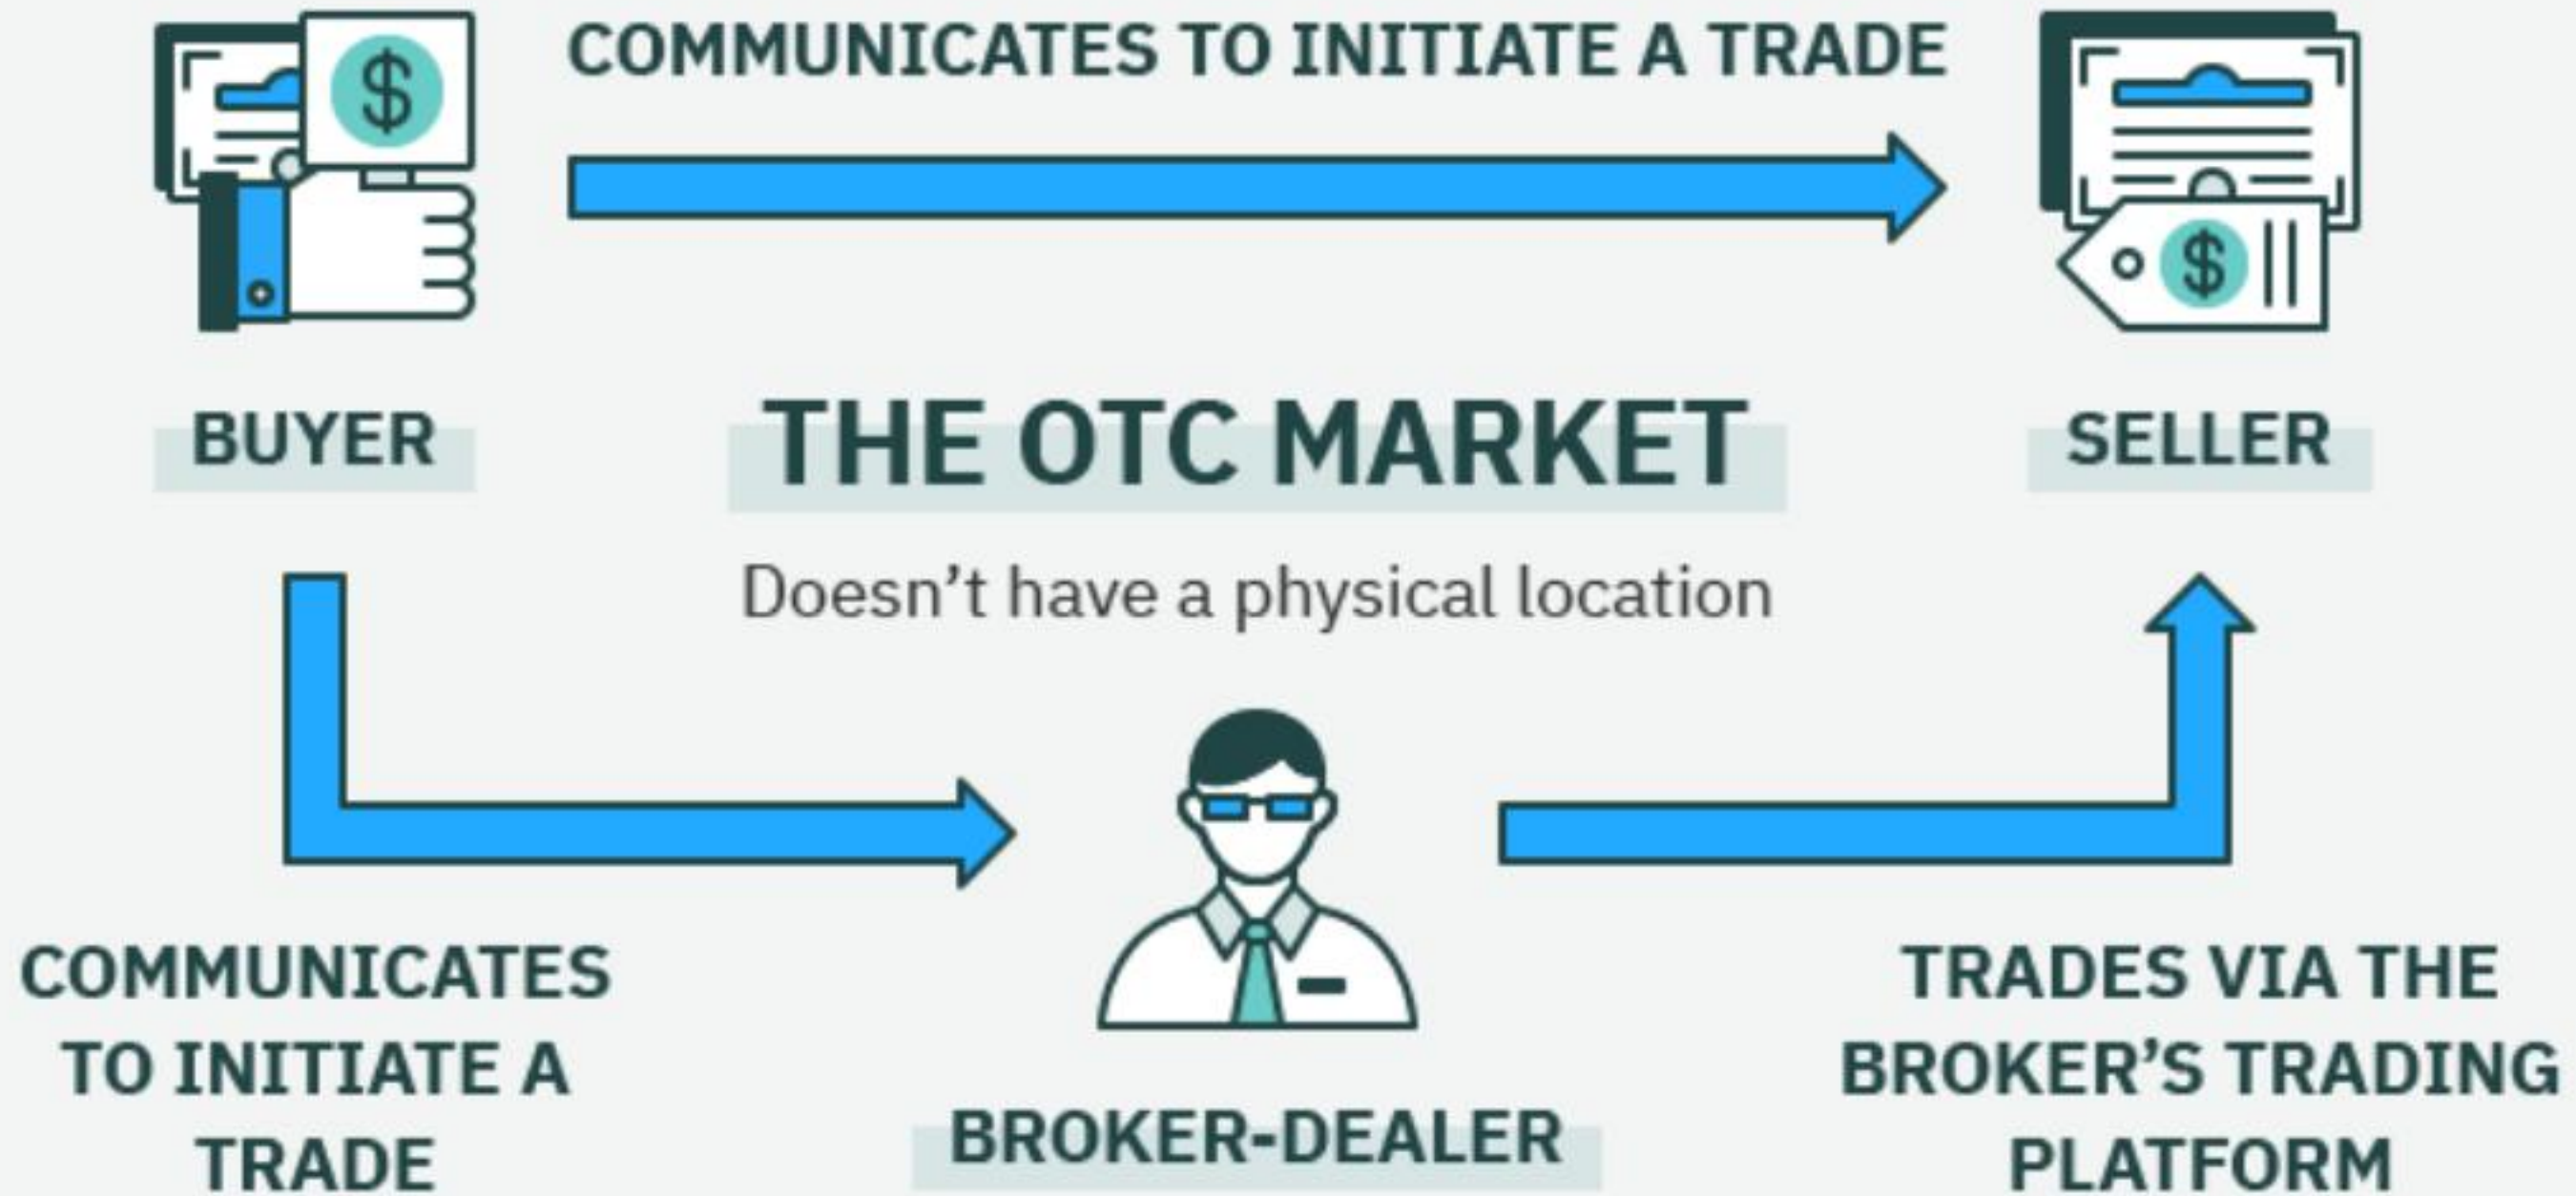 COMMUNICATES TO INITIATE A TRADE
$
$
BUYER
THE OTC MARKET
SELLER
Doesn't have a physical location
COMMUNICATES
TO INITIATE A
TRADE
BROKER-DEALER
TRADES VIA THE
BROKER'S TRADING
PLATFORM